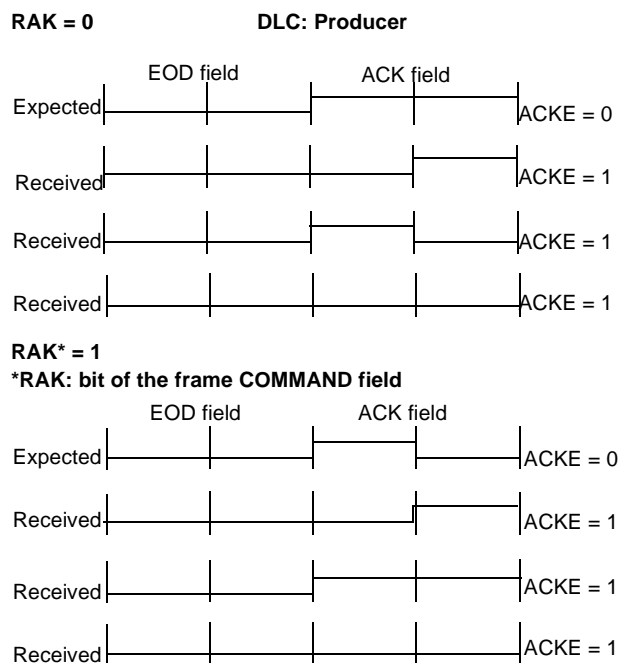 RAK = 0 DLC: Producer
EOD field ACK field
Expected ACKE = 0
Received ACKE = 1
Received ACKE = 1
Received ACKE = 1
RAK* = 1
*RAK: bit of the frame COMMAND field
EOD field ACK field
Expected ACKE = 0
Received ACKE = 1
Received ACKE = 1
Received ACKE = 1